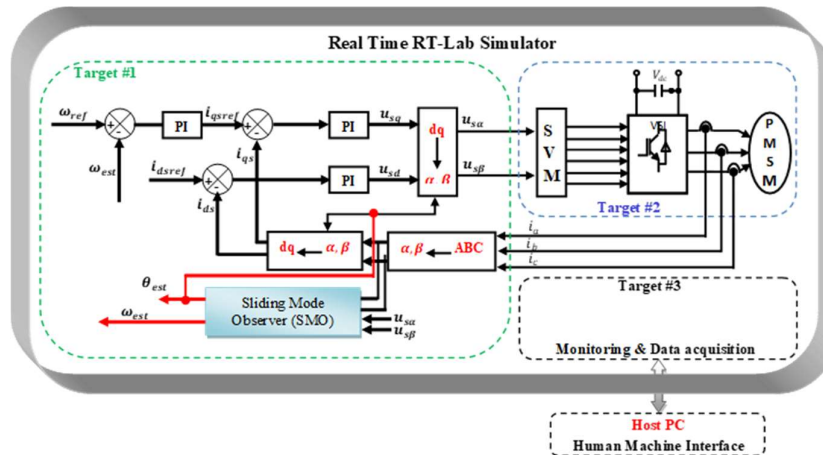 Real Time RT-Lab Simulator
Target #1
ω_ref
+
-
PI
i_qsref
+
-
PI
u_sq
ω_est
i_qs
i_dsref
+
-
PI
u_sd
i_ds
dq
α, β
u_sα
u_sβ
S
V
M
V_dc
VSI
P
M
S
M
Target #2
i_a
i_b
i_c
dq ← α, β
α, β ← ABC
θ_est
ω_est
Sliding Mode
Observer (SMO)
u_sα
u_sβ
Target #3
Monitoring & Data acquisition
Host PC
Human Machine Interface